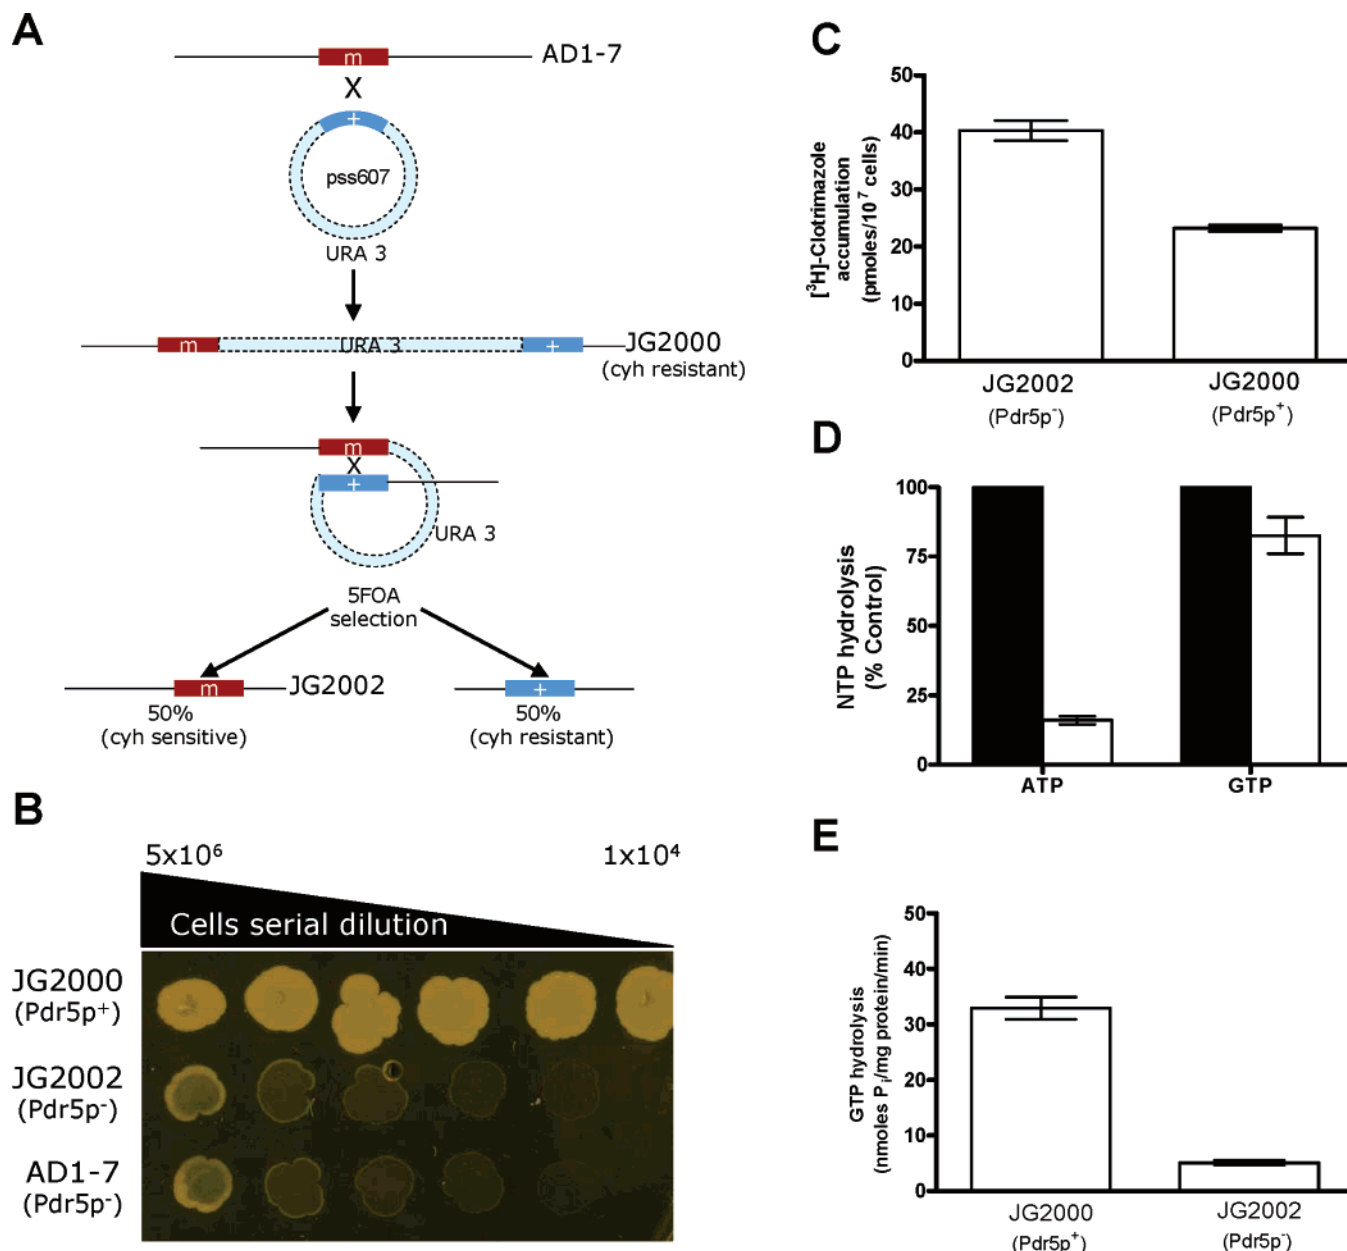 A
m
AD1-7
X
+
pss607
URA 3
m
URA 3
+
JG2000
(cyh resistant)
m
X
+
URA 3
5FOA
selection
m
JG2002
50%
(cyh sensitive)
+
50%
(cyh resistant)
B
5x10⁶
1x10⁴
Cells serial dilution
JG2000
(Pdr5p⁺)
JG2002
(Pdr5p⁻)
AD1-7
(Pdr5p⁻)
C
[³H]-Clotrimazole
accumulation
(pmoles/10⁷ cells)
50
40
30
20
10
0
JG2002
(Pdr5p⁻)
JG2000
(Pdr5p⁺)
D
NTP hydrolysis
(% Control)
100
75
50
25
0
ATP
GTP
E
GTP hydrolysis
(nmoles Pᵢ/mg protein/min)
50
40
30
20
10
0
JG2000
(Pdr5p⁺)
JG2002
(Pdr5p⁻)